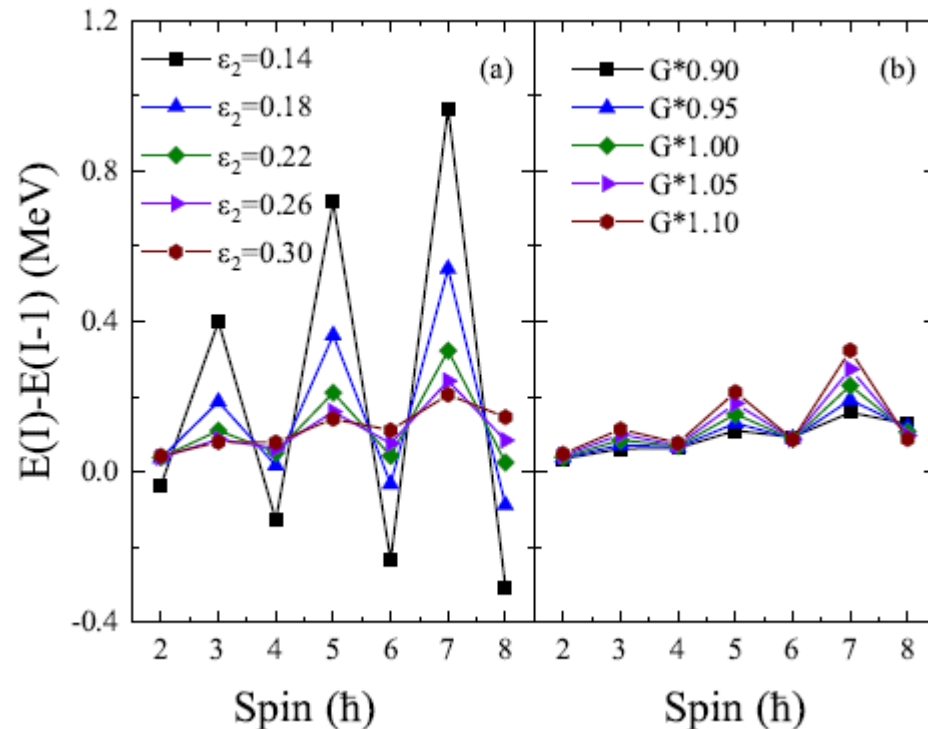 1.2
0.8
0.4
0.0
-0.4
E(I)-E(I-1) (MeV)
(a)
ε₂=0.14
ε₂=0.18
ε₂=0.22
ε₂=0.26
ε₂=0.30
2 3 4 5 6 7 8
Spin (ħ)
(b)
G*0.90
G*0.95
G*1.00
G*1.05
G*1.10
2 3 4 5 6 7 8
Spin (ħ)